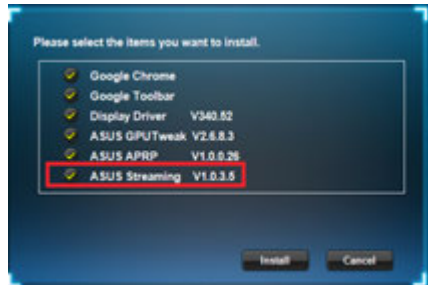 Please select the items you want to install.
Google Chrome
Google Toolbar
Display Driver V340.52
ASUS GPUTweak V2.6.8.3
ASUS APRP V1.0.0.26
ASUS Streaming V1.0.3.5
Install Cancel